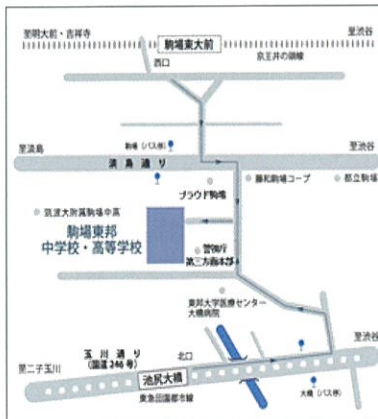 至明大前・吉祥寺
駒場東大前
至渋谷
西口
京王井の頭線
至淡島
駒場（バス停）
至渋谷
淡島通り
プラウド駒場
藤和駒場コープ
都立駒場
筑波大附属駒場中高
駒場東邦
中学校・高等学校
警視庁
第三方面本部
東邦大学医療センター
大橋病院
玉川通り
（国道246号）
北口
至渋谷
至二子玉川
池尻大橋
大橋（バス停）
東急田園都市線